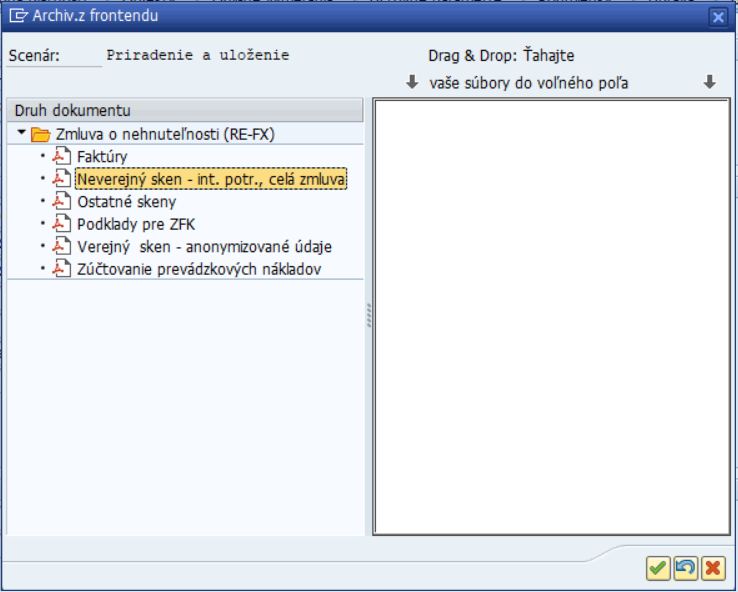 Archiv.z frontendu
Scenár: Priradenie a uloženie
Drag & Drop: Ťahajte
vaše súbory do voľného poľa
Druh dokumentu
Zmluva o nehnuteľnosti (RE-FX)
Faktúry
Neverejný sken - int. potr., celá zmluva
Ostatné skeny
Podklady pre ZFK
Verejný sken - anonymizované údaje
Zúčtovanie prevádzkových nákladov